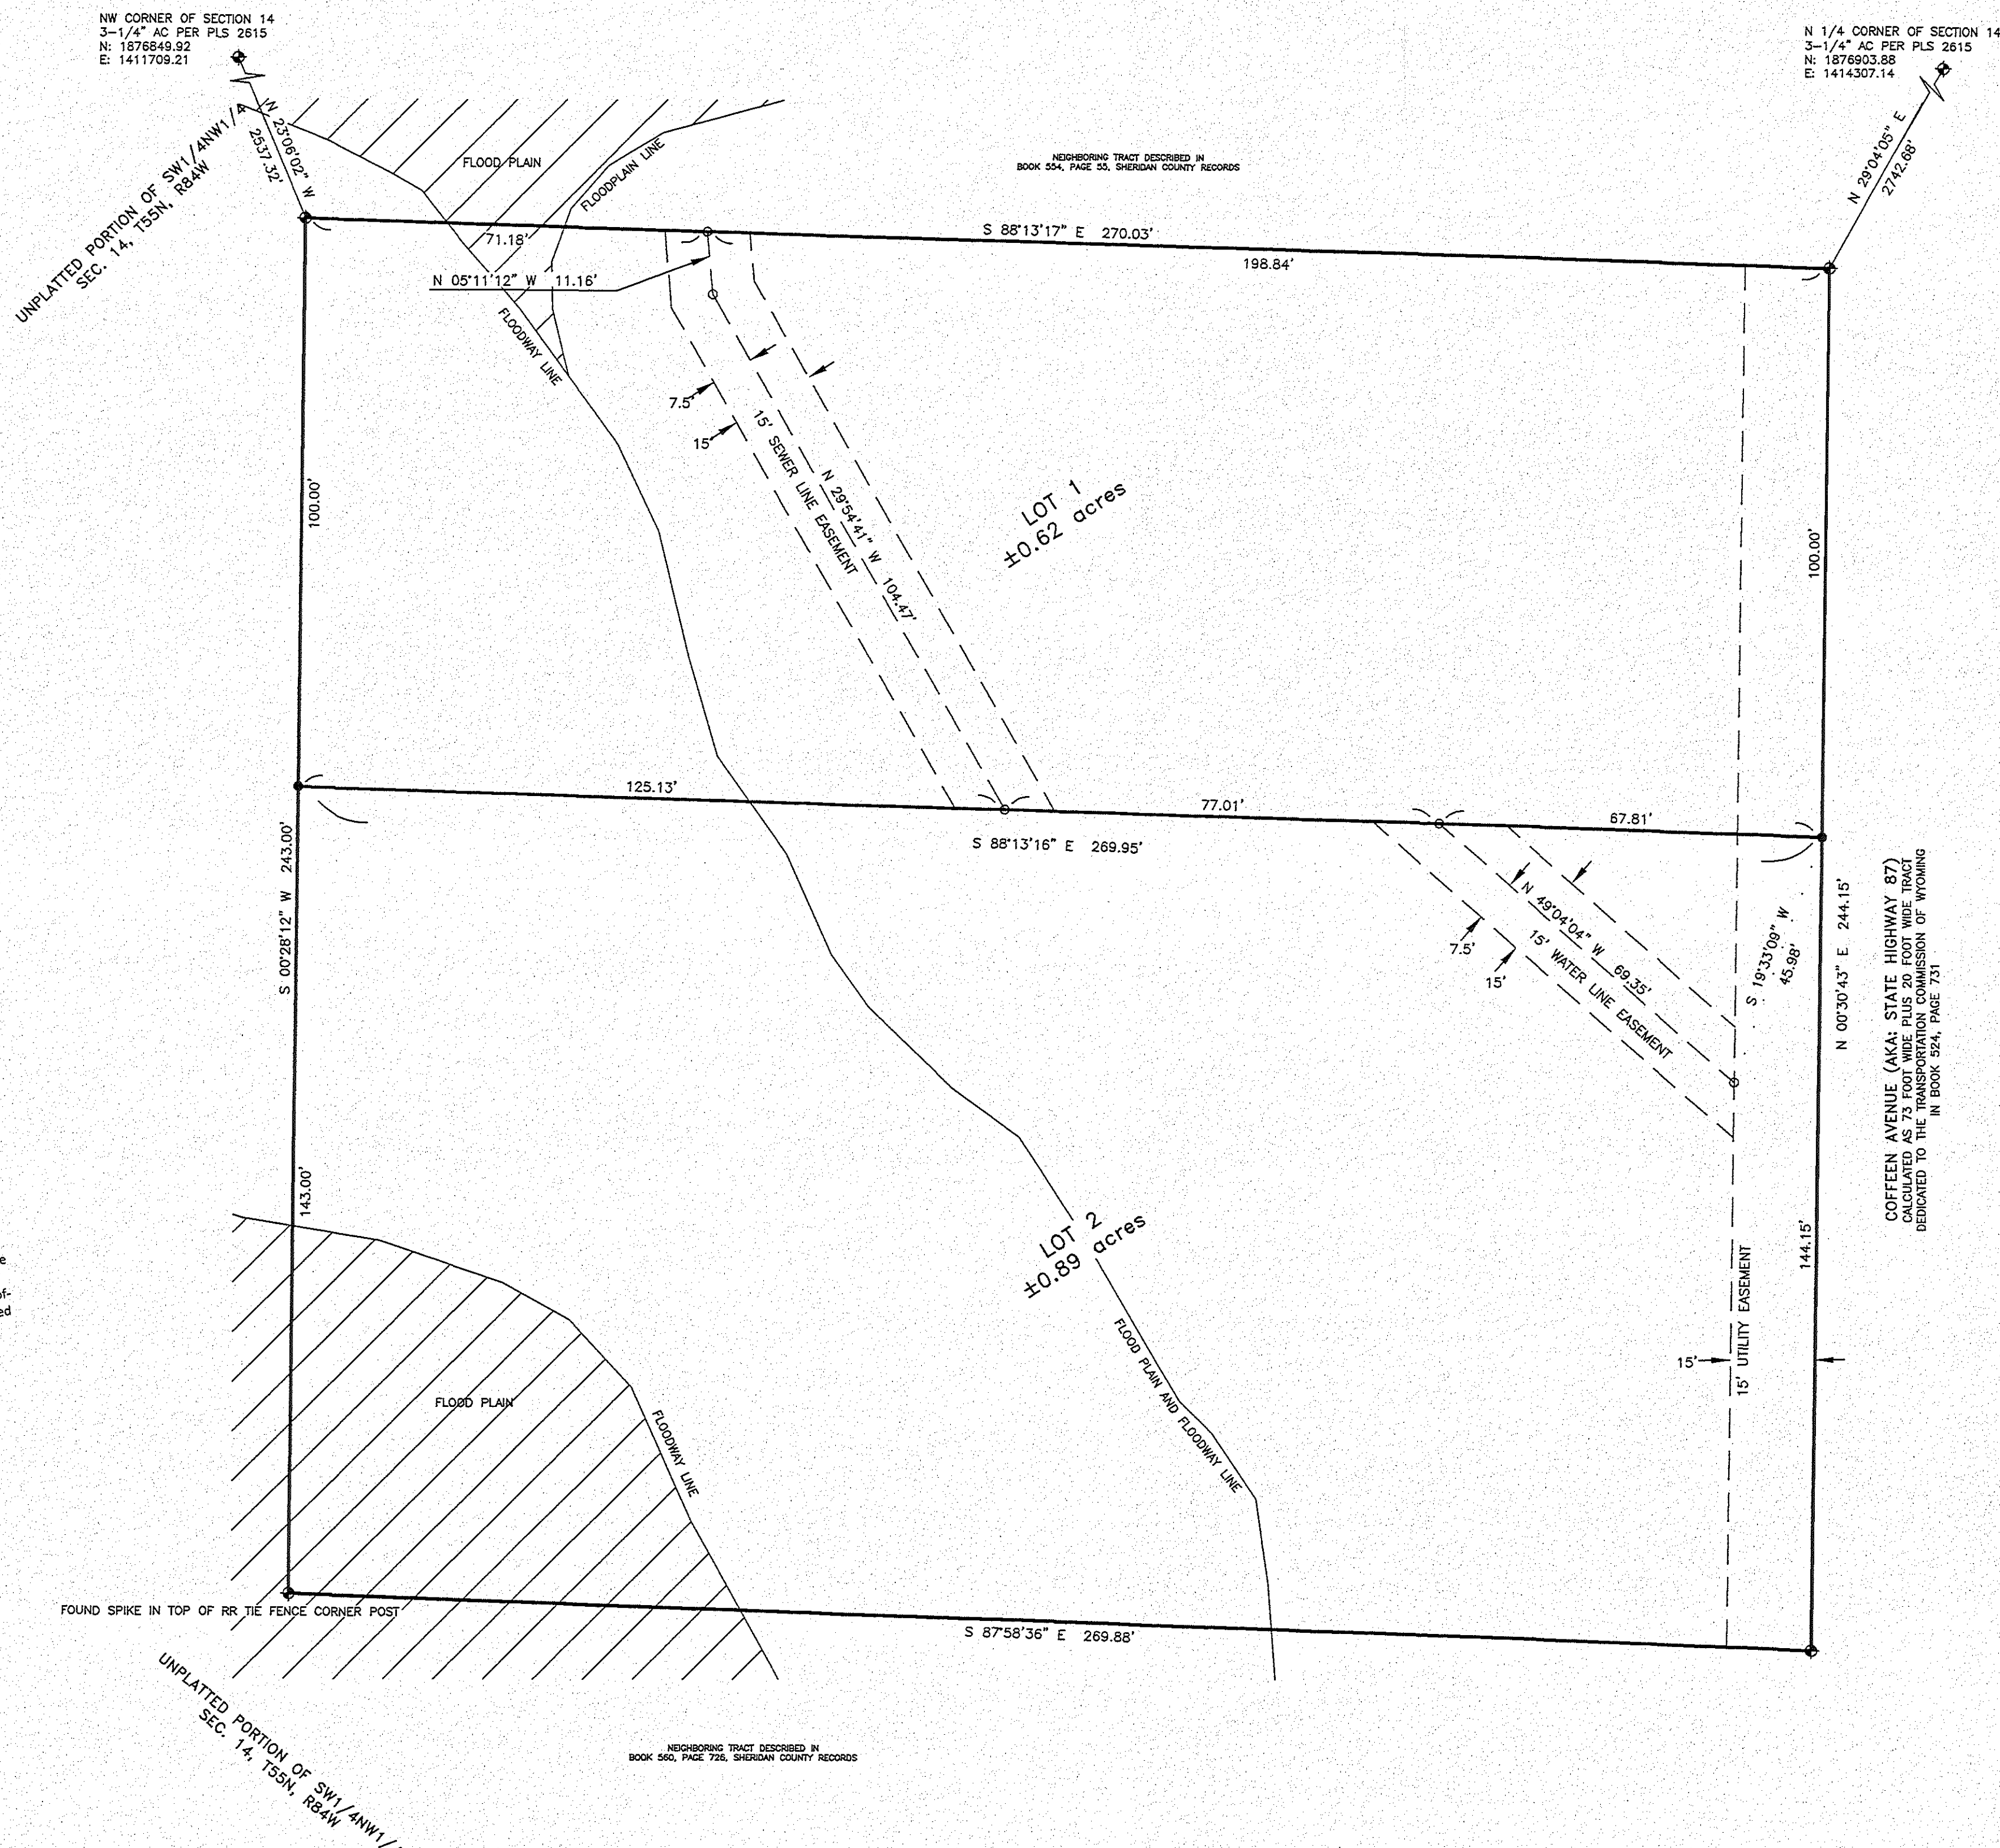 NW CORNER OF SECTION 14
3-1/4" AC PER PLS 2615
N: 1876849.92
E: 1411709.21
N 1/4 CORNER OF SECTION 14
3-1/4" AC PER PLS 2615
N: 1876903.88
E: 1414307.14
N 23°06'02" W
2537.32'
N 29°04'05" E
2742.68'
UNPLATTED PORTION OF SW1/4NW1/4
SEC. 14, T55N, R84W
FLOOD PLAIN
FLOODPLAIN LINE
NEIGHBORING TRACT DESCRIBED IN
BOOK 554, PAGE 55, SHERIDAN COUNTY RECORDS
71.18'
S 88°13'17" E 270.03'
198.84'
N 05°11'12" W 11.16'
FLOODWAY LINE
7.5'
15'
15' SEWER LINE EASEMENT
N 29°54'41" W 104.47'
LOT 1
±0.62 acres
100.00'
100.00'
125.13'
77.01'
67.81'
S 88°13'16" E 269.95'
S 00°28'12" W 243.00'
N 49°04'04" W 69.35'
15' WATER LINE EASEMENT
7.5'
15'
S 19°33'09" W
45.98'
N 00°30'43" E 244.15'
COFFEEN AVENUE (AKA: STATE HIGHWAY 87)
CALCULATED AS 73 FOOT WIDE PLUS 20 FOOT WIDE TRACT
DEDICATED TO THE TRANSPORTATION COMMISSION OF WYOMING
IN BOOK 524, PAGE 731
143.00'
144.15'
LOT 2
±0.89 acres
e
of-
ed
FLOOD PLAIN
FLOODWAY LINE
FLOOD PLAIN AND FLOODWAY LINE
15'
15' UTILITY EASEMENT
FOUND SPIKE IN TOP OF RR TIE FENCE CORNER POST
S 87°58'36" E 269.88'
UNPLATTED PORTION OF SW1/4NW1/
SEC. 14, T55N, R84W
NEIGHBORING TRACT DESCRIBED IN
BOOK 560, PAGE 726, SHERIDAN COUNTY RECORDS